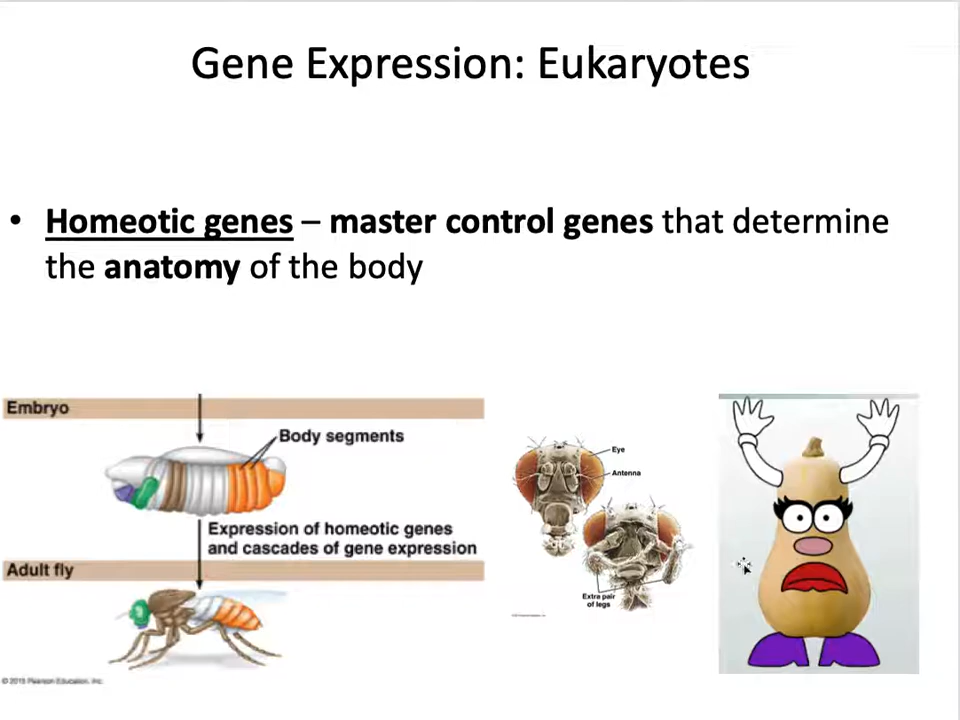 Gene Expression: Eukaryotes
• Homeotic genes – master control genes that determine
the anatomy of the body
Embryo
Body segments
Expression of homeotic genes
and cascades of gene expression
Adult fly
Eye
Antenna
Extra pair
of legs
© 2015 Pearson Education, Inc.